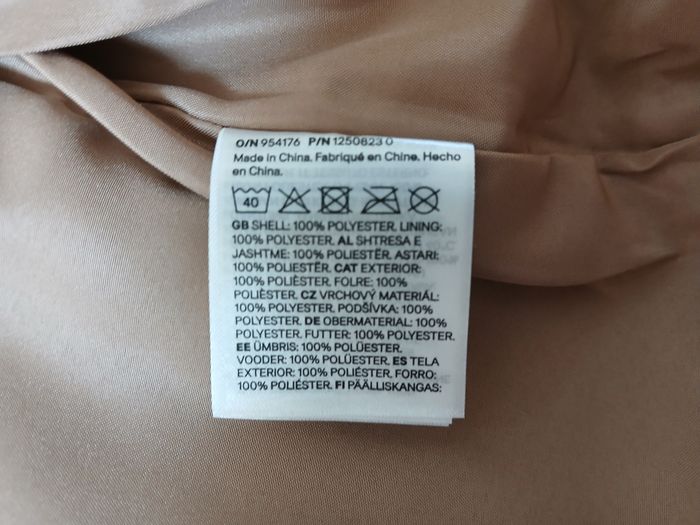 O/N 954176 P/N 1250823 0
Made in China. Fabriqué en Chine. Hecho
en China.
40
GB SHELL: 100% POLYESTER. LINING:
100% POLYESTER. AL SHTRESA E
JASHTME: 100% POLIESTËR. ASTARI:
100% POLIESTËR. CAT EXTERIOR:
100% POLIÈSTER. FOLRE: 100%
POLIÈSTER. CZ VRCHOVÝ MATERIÁL:
100% POLYESTER. PODŠÍVKA: 100%
POLYESTER. DE OBERMATERIAL: 100%
POLYESTER. FUTTER: 100% POLYESTER.
EE ÜMBRIS: 100% POLÜESTER.
VOODER: 100% POLÜESTER. ES TELA
EXTERIOR: 100% POLIÉSTER. FORRO:
100% POLIÉSTER. FI PÄÄLLISKANGAS: